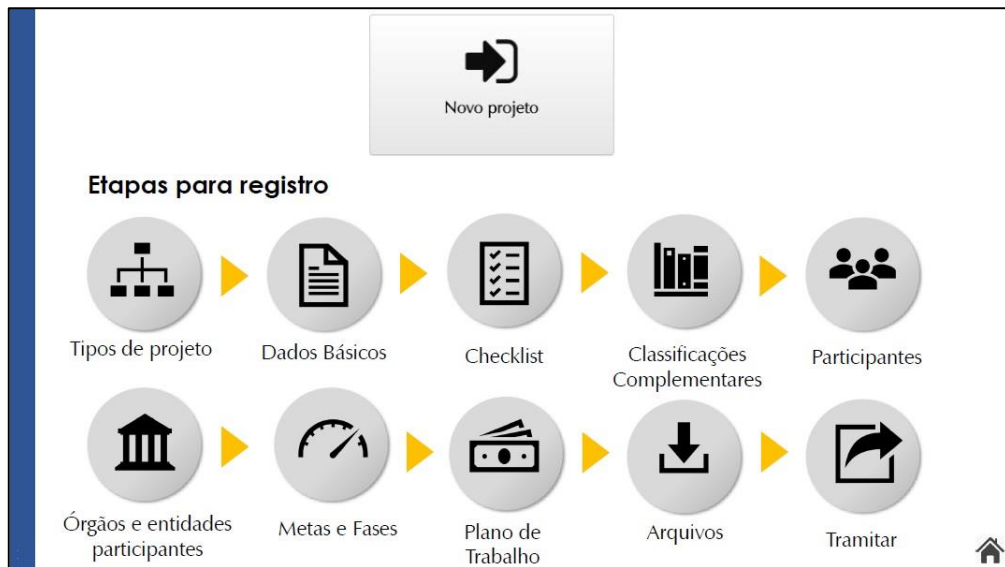 Novo projeto
Etapas para registro
Tipos de projeto
Dados Básicos
Checklist
Classificações
Complementares
Participantes
Órgãos e entidades
participantes
Metas e Fases
Plano de
Trabalho
Arquivos
Tramitar